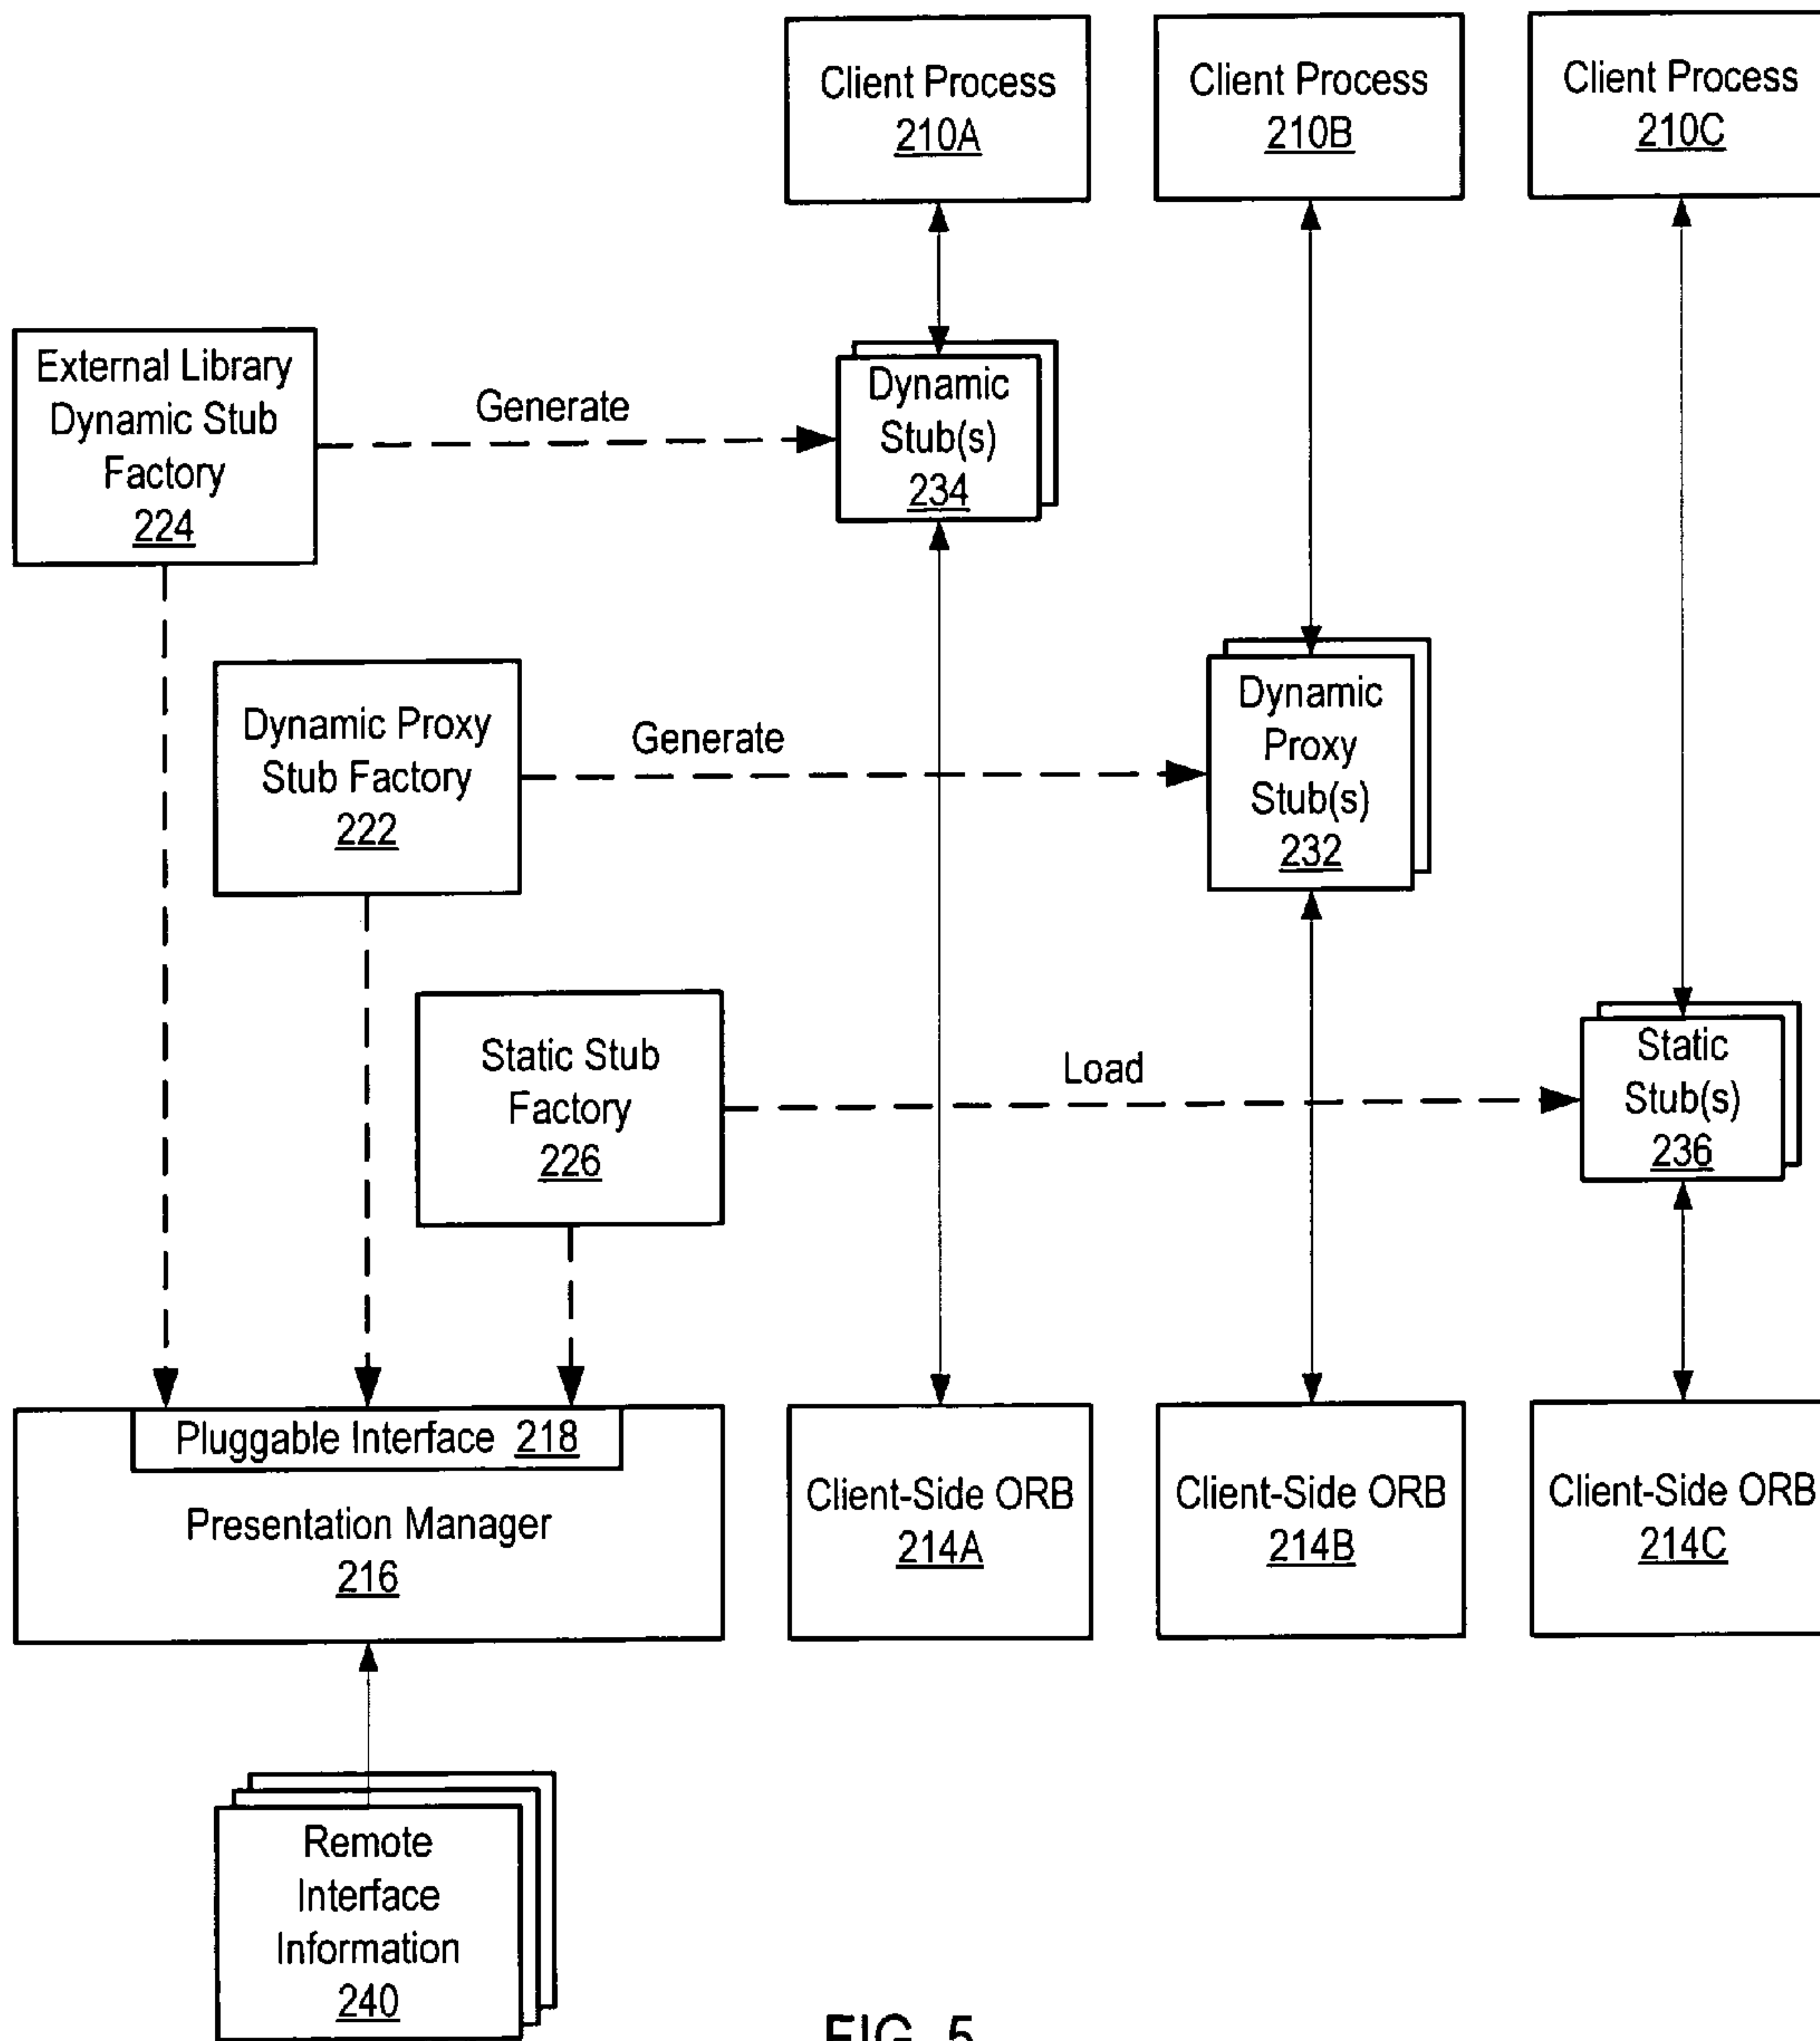 Client Process
210A
Client Process
210B
Client Process
210C
External Library
Dynamic Stub
Factory
224
Generate
Dynamic
Stub(s)
234
Dynamic Proxy
Stub Factory
222
Generate
Dynamic
Proxy
Stub(s)
232
Static Stub
Factory
226
Load
Static
Stub(s)
236
Pluggable Interface 218
Presentation Manager
216
Client-Side ORB
214A
Client-Side ORB
214B
Client-Side ORB
214C
Remote
Interface
Information
240
FIG. 5